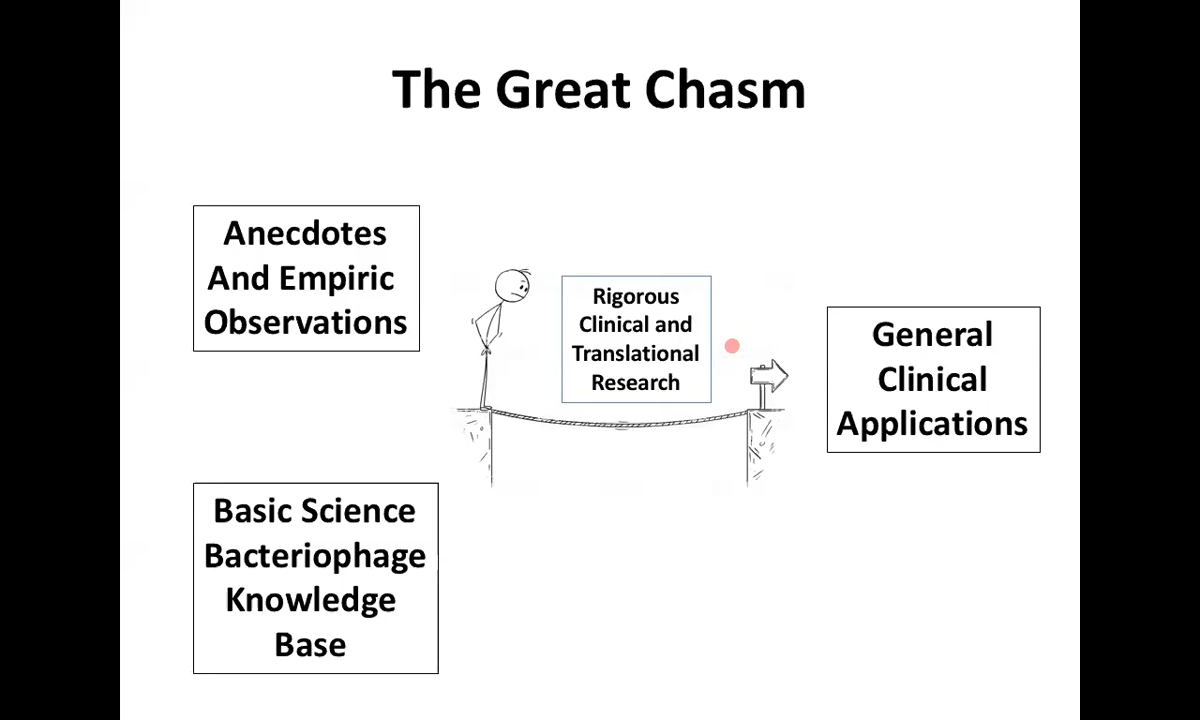 The Great Chasm
Anecdotes
And Empiric
Observations
Rigorous
Clinical and
Translational
Research
General
Clinical
Applications
Basic Science
Bacteriophage
Knowledge
Base